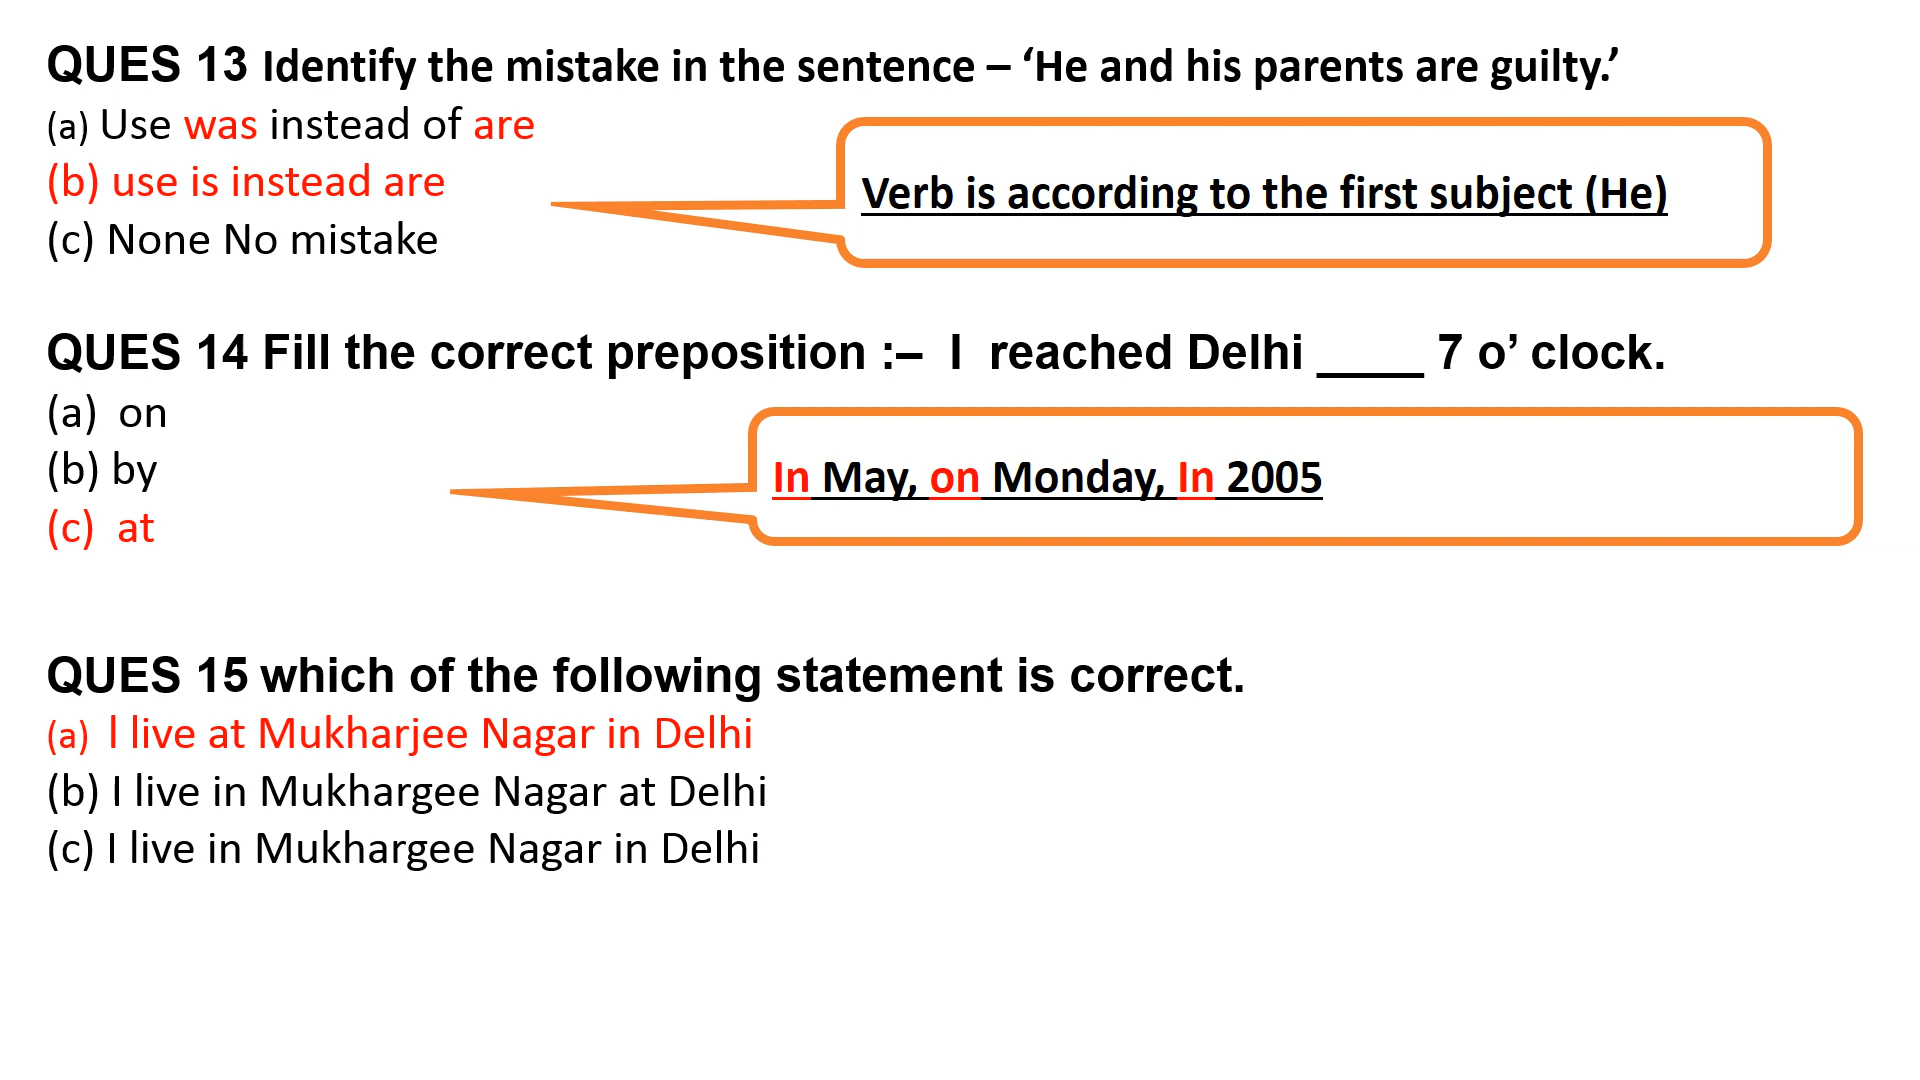 QUES 13 Identify the mistake in the sentence – ‘He and his parents are guilty.’
(a) Use was instead of are
(b) use is instead are
(c) None No mistake
Verb is according to the first subject (He)
QUES 14 Fill the correct preposition :– I reached Delhi ____ 7 o’ clock.
(a) on
(b) by
(c) at
In May, on Monday, In 2005
QUES 15 which of the following statement is correct.
(a) I live at Mukharjee Nagar in Delhi
(b) I live in Mukhargee Nagar at Delhi
(c) I live in Mukhargee Nagar in Delhi